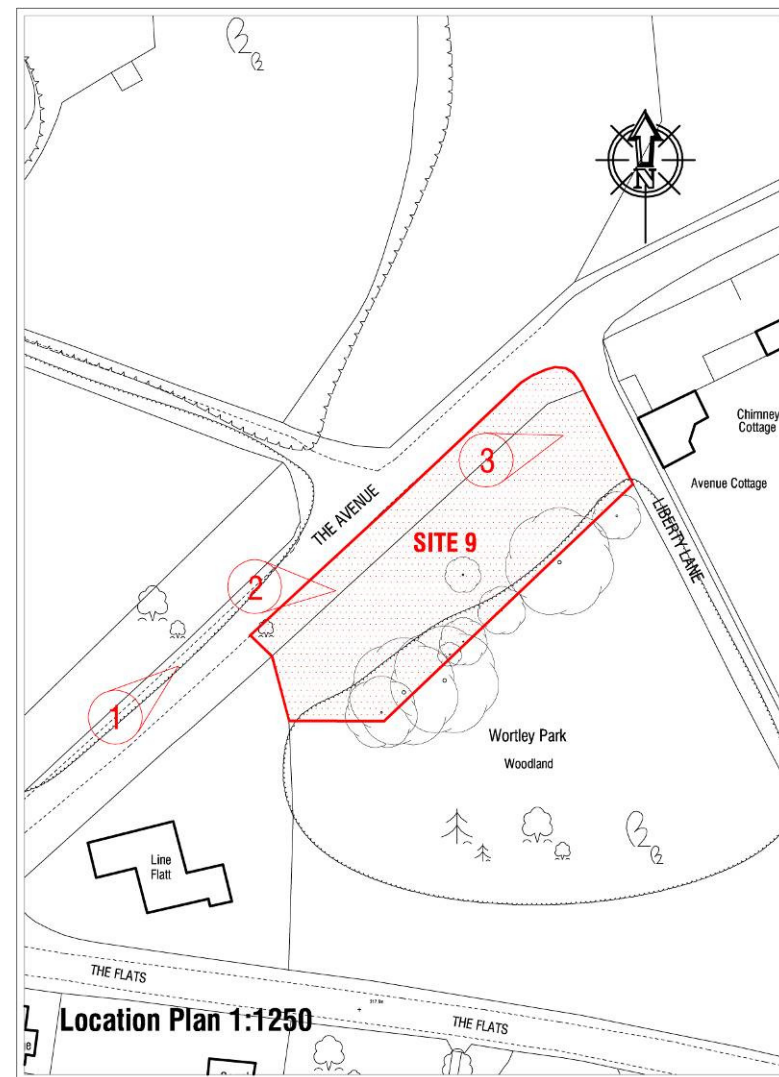 N
Chimney
Cottage
3
Avenue Cottage
THE AVENUE
LIBERTY LANE
SITE 9
2
1
Wortley Park
Woodland
Line
Flatt
THE FLATS
Location Plan 1:1250
THE FLATS